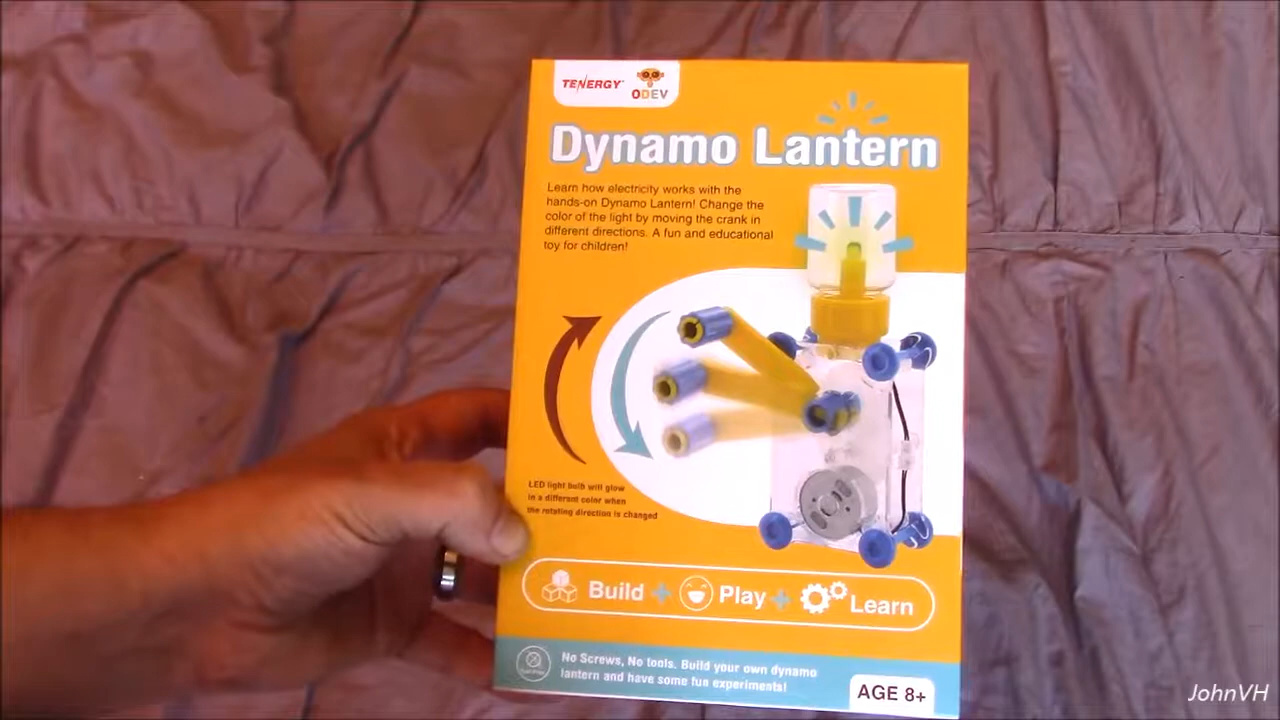 TENERGY
ODEV
Dynamo Lantern
Learn how electricity works with the
hands-on Dynamo Lantern! Change the
color of the light by moving the crank in
different directions. A fun and educational
toy for children!
LED light bulb will glow
in a different color when
the rotating direction is changed
Build + Play + Learn
No Screws, No tools. Build your own dynamo
lantern and have some fun experiments!
AGE 8+
JohnVH